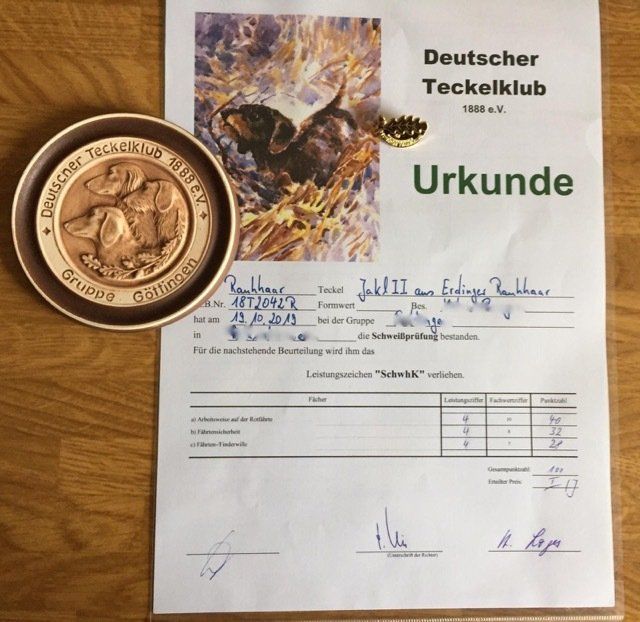 Deutscher Teckelklub 1888 e.V.
Gruppe Göttingen
Deutscher
Teckelklub
1888 e.V.
Urkunde
Rauhhaar Teckel Jakl II aus Erdinger Rauhhaar
.B.Nr. 18T2042R Formwert Bes.
hat am 19.10.2019 bei der Gruppe
in die Schweißprüfung bestanden.
Für die nachstehende Beurteilung wird ihm das
Leistungszeichen "SchwhK" verliehen.
Fächer Leistungsziffer Fachwertziffer Punktzahl
a) Arbeitsweise auf der Rotfährte 4 10 40
b) Fährtensicherheit 4 8 32
c) Fährten-/Finderwille 4 7 28
Gesamtpunktzahl: 100
Erteilter Preis: I
(Unterschrift der Richter)